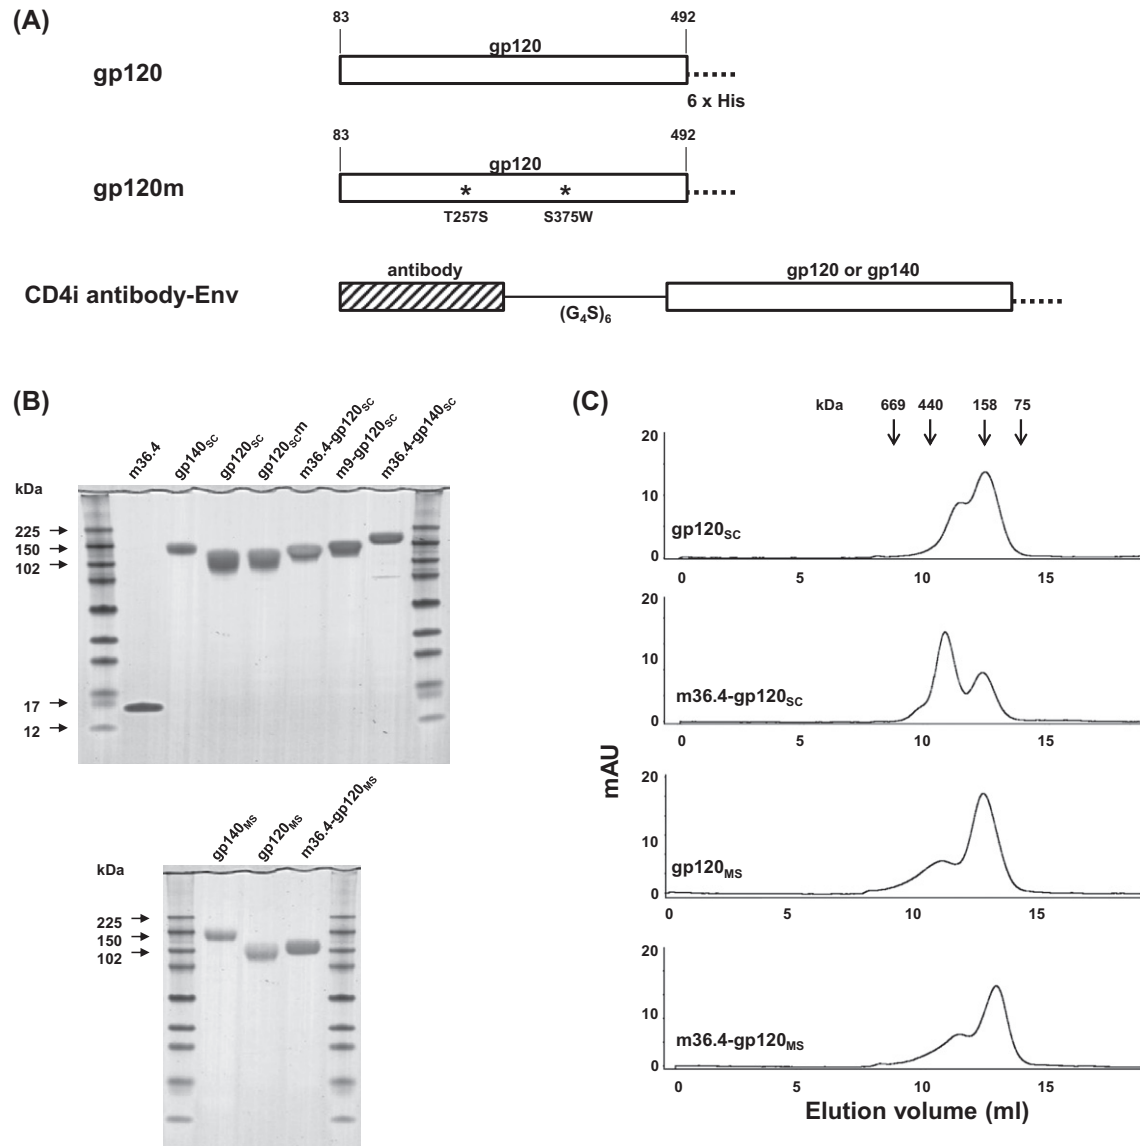 (A)
83 492
gp120
gp120
6 x His
83 492
gp120
gp120m
* *
T257S S375W
antibody gp120 or gp140
CD4i antibody-Env
(G₄S)₆
(B)
m36.4 gp140SC gp120SC gp120SCm m36.4-gp120SC m9-gp120SC m36.4-gp140SC
kDa
225
150
102
17
12
gp140MS gp120MS m36.4-gp120MS
kDa
225
150
102
(C)
kDa 669 440 158 75
20
10
gp120SC
0
0 5 10 15
20
10
m36.4-gp120SC
0
0 5 10 15
mAU
20
10
gp120MS
0
0 5 10 15
20
10
m36.4-gp120MS
0
0 5 10 15
Elution volume (ml)